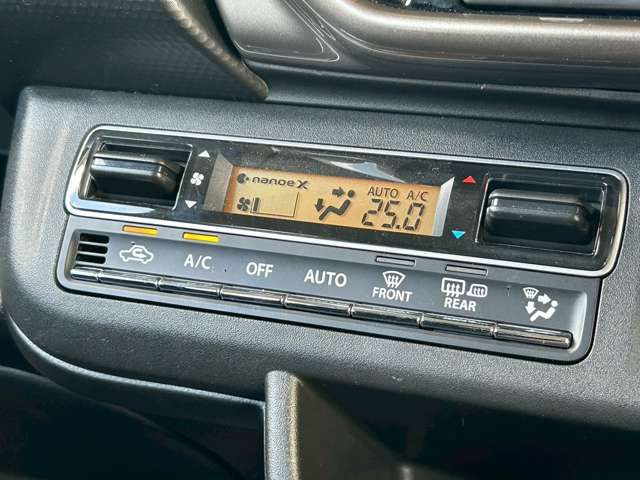 nanoeX
AUTO A/C
25.0
A/C
OFF
AUTO
FRONT
REAR